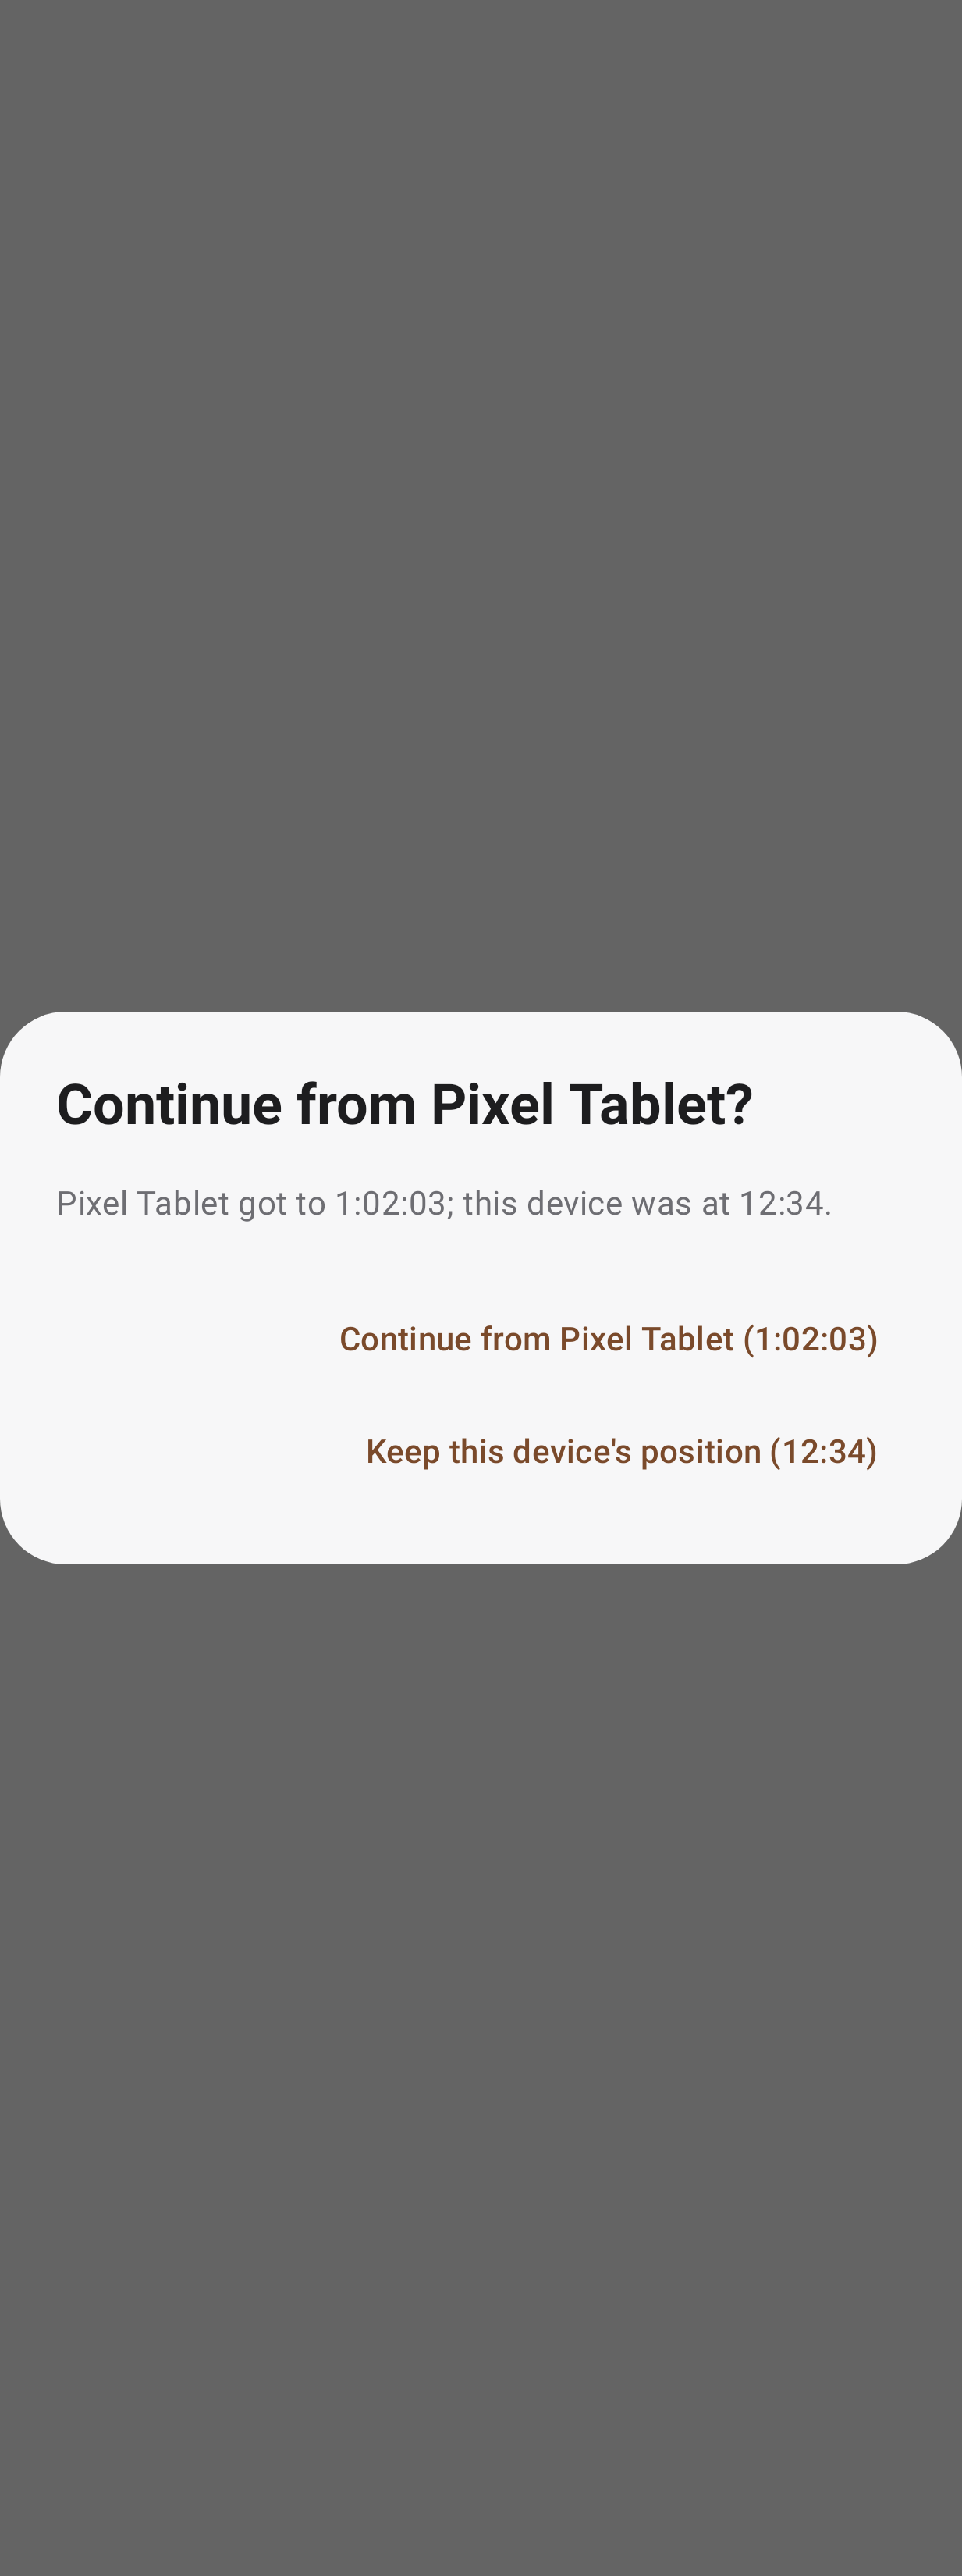 Continue from Pixel Tablet?
Pixel Tablet got to 1:02:03; this device was at 12:34.
Continue from Pixel Tablet (1:02:03)
Keep this device's position (12:34)